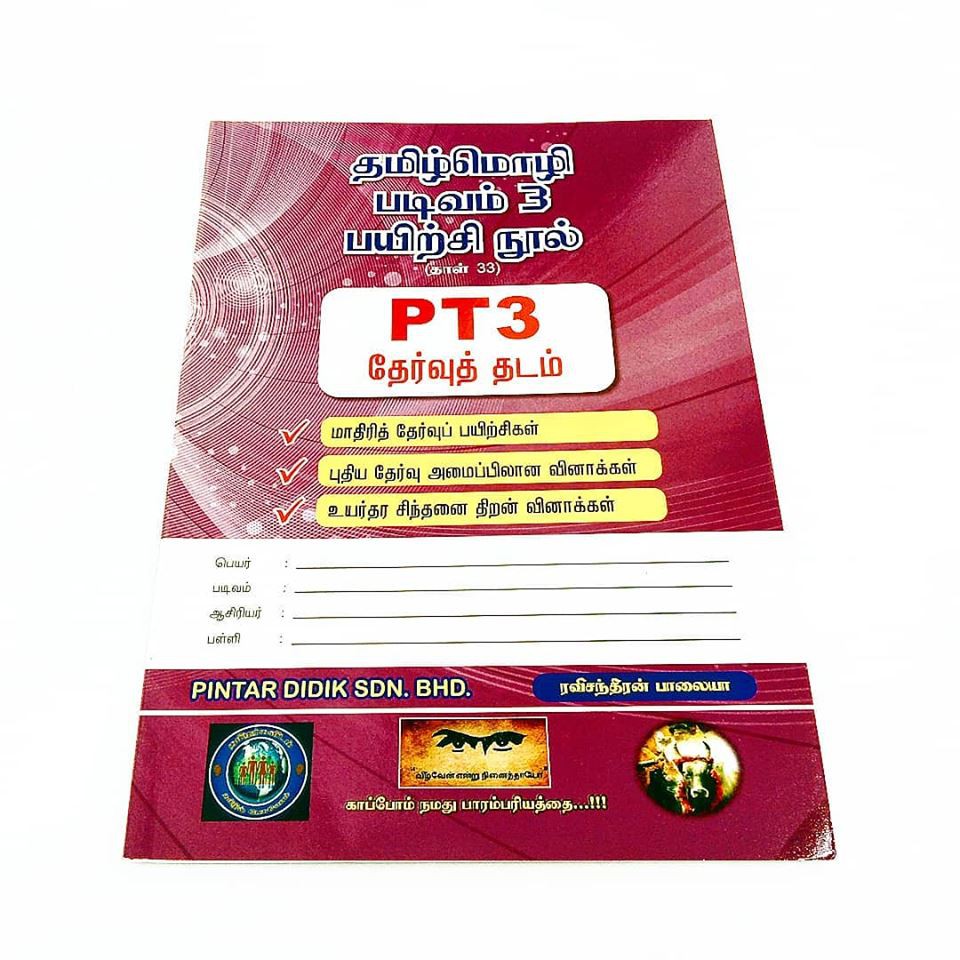 தமிழ்மொழி
படிவம் 3
பயிற்சி நூல்
(தாள் 33)
PT3
தேர்வுத் தடம்
மாதிரித் தேர்வுப் பயிற்சிகள்
புதிய தேர்வு அமைப்பிலான வினாக்கள்
உயர்தர சிந்தனை திறன் வினாக்கள்
பெயர் :
படிவம் :
ஆசிரியர் :
பள்ளி :
PINTAR DIDIK SDN. BHD.
ரவிசந்திரன் பாலையா
"வீழ்வேன் என்று நினைத்தாயோ"
காப்போம் நமது பாரம்பரியத்தை...!!!